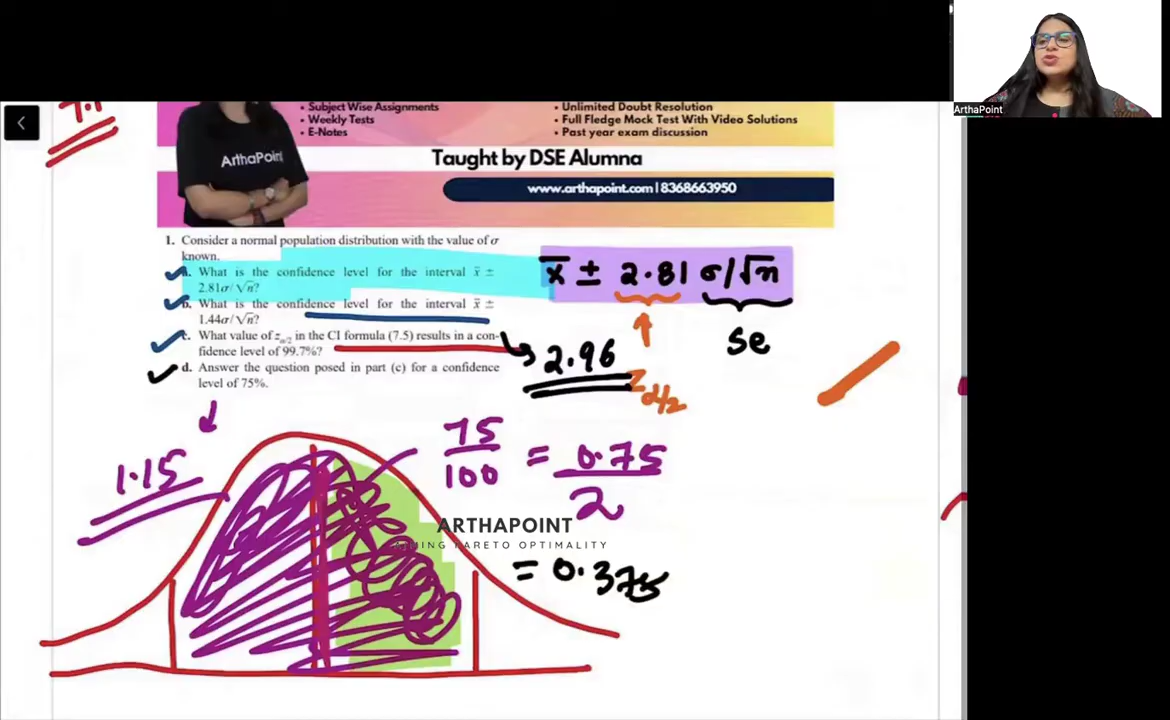 ArthaPoint
• Subject Wise Assignments
• Weekly Tests
• E-Notes
• Unlimited Doubt Resolution
• Full Fledge Mock Test With Video Solutions
• Past year exam discussion
ArthaPoint
Taught by DSE Alumna
www.arthapoint.com | 8368663950
1. Consider a normal population distribution with the value of σ
known.
a. What is the confidence level for the interval x̄ ±
2.81σ/√n?
b. What is the confidence level for the interval x̄ ±
1.44σ/√n?
c. What value of z_α/2 in the CI formula (7.5) results in a con-
fidence level of 99.7%?
d. Answer the question posed in part (c) for a confidence
level of 75%.
x̄ ± 2.81 σ/√n
se
2.96
Z α/2
1.15
75/100 = 0.75/2
= 0.375
ARTHAPOINT